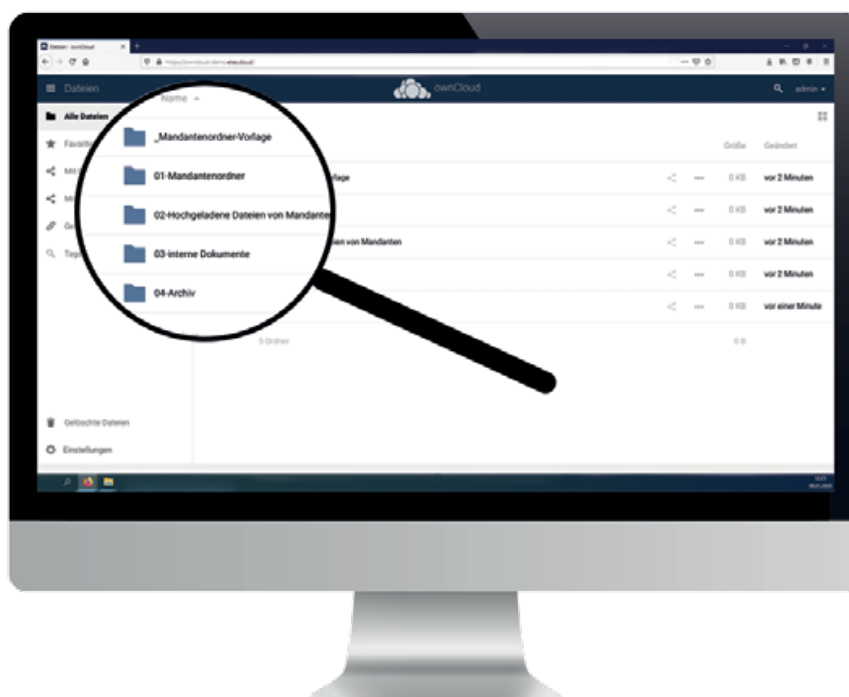 Dateien - ownCloud
Dateien
ownCloud
admin
Alle Dateien
Name
Größe
Geändert
_Mandantenordner-Vorlage
0 KB
vor 2 Minuten
01-Mandantenordner
0 KB
vor 2 Minuten
02-Hochgeladene Dateien von Mandanten
en von Mandanten
0 KB
vor 2 Minuten
03-interne Dokumente
0 KB
vor 2 Minuten
04-Archiv
0 KB
vor einer Minute
5 Ordner
0 B
Gelöschte Dateien
Einstellungen